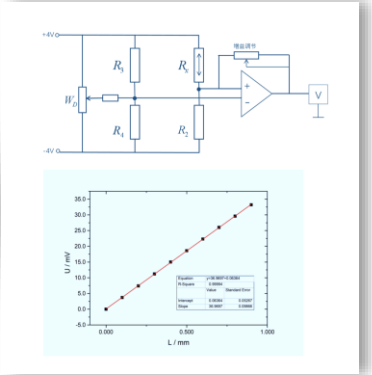 +4V
增益调节
R3
Rx
WD
+
−
V
R4
R2
-4V
35.0
30.0
25.0
20.0
15.0
10.0
5.0
0.0
-5.0
U / mV
Equation
R-Square
Value Standard Error
Intercept
Slope
0.000 0.500 1.000
L / mm